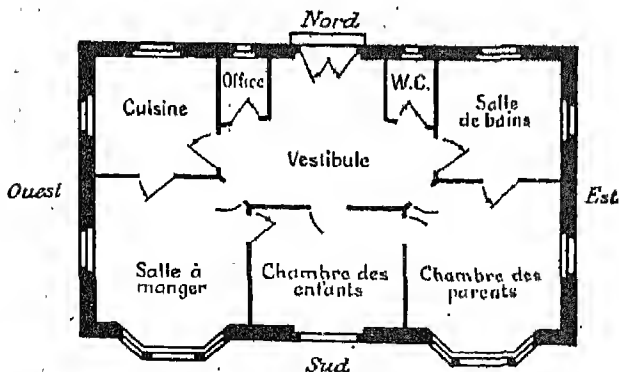 Nord
Office
W.C.
Cuisine
Salle
de bains
Vestibule
Ouest
Est
Salle à
manger
Chambre des
enfants
Chambre des
parents
Sud